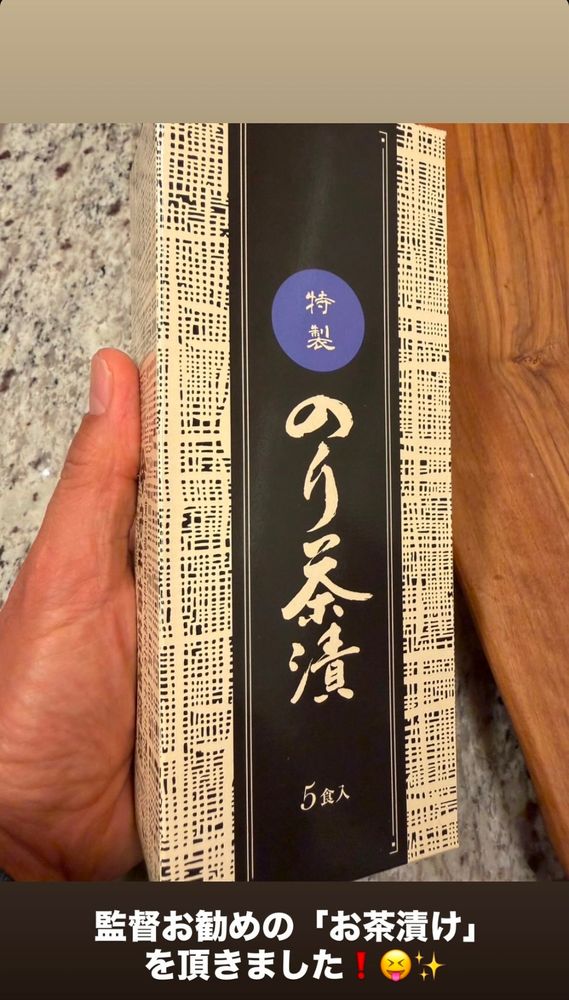 特製
のり茶漬
5食入
監督お勧めの「お茶漬け」
を頂きました❗😝✨